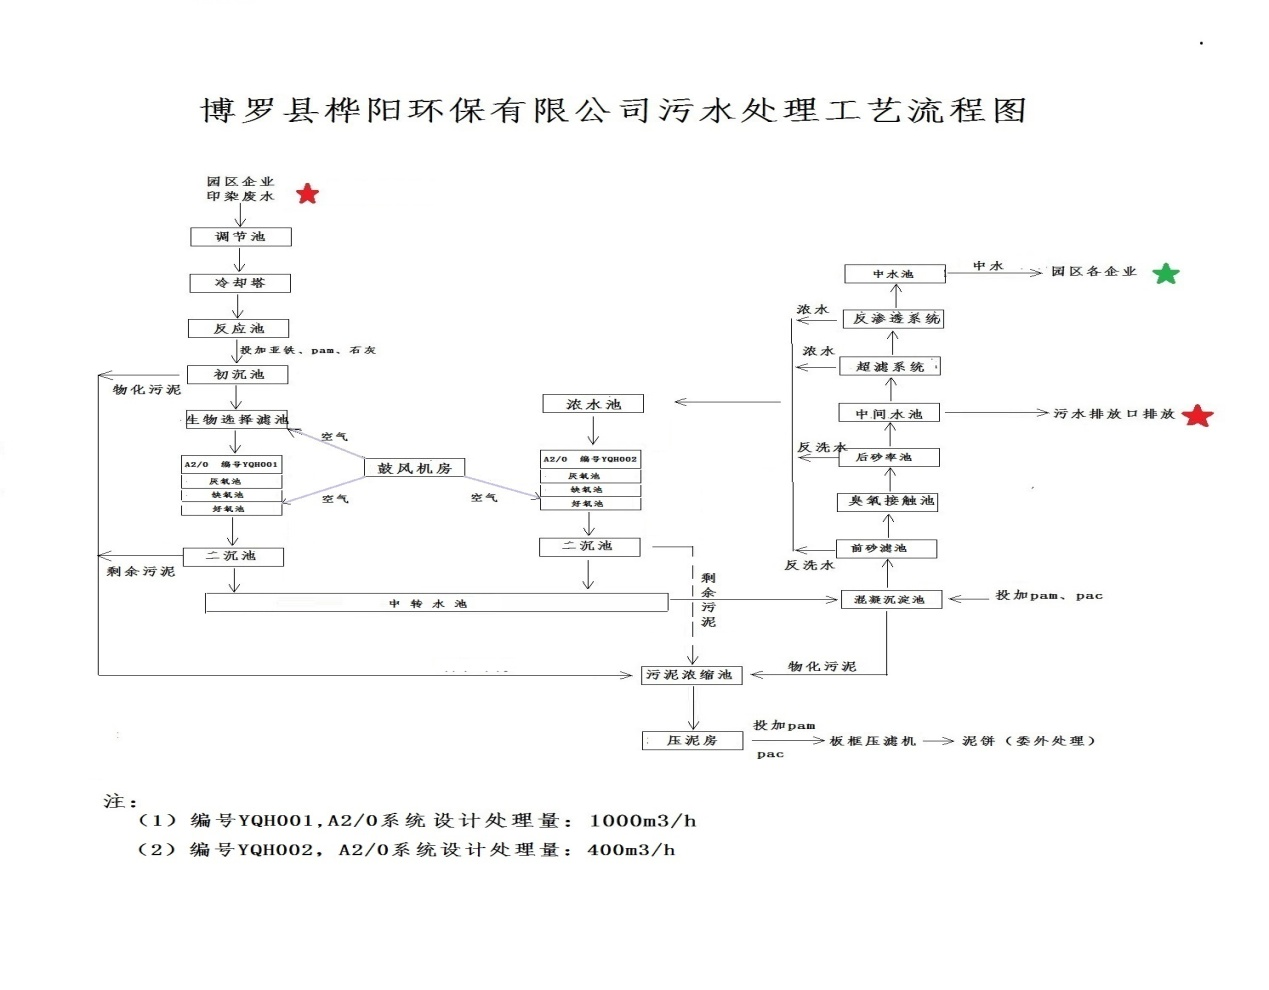 博罗县桦阳环保有限公司污水处理工艺流程图
园区企业
印染废水
调节池
冷却塔
反应池
投加亚铁、pam、石灰
初沉池
物化污泥
生物选择滤池
空气
A2/O 编号YQH001
厌氧池
缺氧池
好氧池
鼓风机房
空气
空气
二沉池
剩余污泥
浓水池
A2/O 编号YQH002
厌氧池
缺氧池
好氧池
二沉池
剩余污泥
中转水池
中水池
中水
园区各企业
浓水
反渗透系统
浓水
超滤系统
中间水池
污水排放口排放
反洗水
后砂率池
臭氧接触池
前砂滤池
反洗水
混凝沉淀池
投加pam、pac
物化污泥
污泥浓缩池
压泥房
投加pam
pac
板框压滤机
泥饼（委外处理）
注：
（1）编号YQH001,A2/O系统设计处理量：1000m3/h
（2）编号YQH002，A2/O系统设计处理量：400m3/h